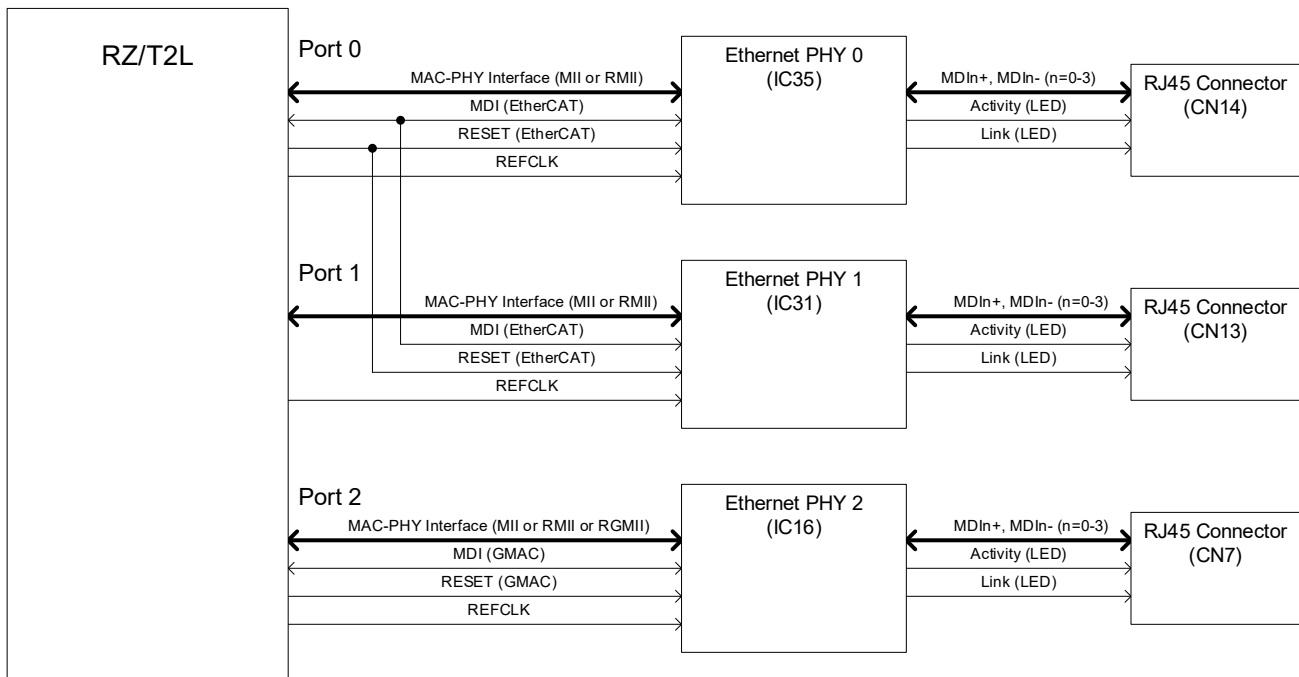 RZ/T2L
Port 0
MAC-PHY Interface (MII or RMII)
MDI (EtherCAT)
RESET (EtherCAT)
REFCLK
Ethernet PHY 0
(IC35)
MDIn+, MDIn- (n=0-3)
Activity (LED)
Link (LED)
RJ45 Connector
(CN14)
Port 1
MAC-PHY Interface (MII or RMII)
MDI (EtherCAT)
RESET (EtherCAT)
REFCLK
Ethernet PHY 1
(IC31)
MDIn+, MDIn- (n=0-3)
Activity (LED)
Link (LED)
RJ45 Connector
(CN13)
Port 2
MAC-PHY Interface (MII or RMII or RGMII)
MDI (GMAC)
RESET (GMAC)
REFCLK
Ethernet PHY 2
(IC16)
MDIn+, MDIn- (n=0-3)
Activity (LED)
Link (LED)
RJ45 Connector
(CN7)